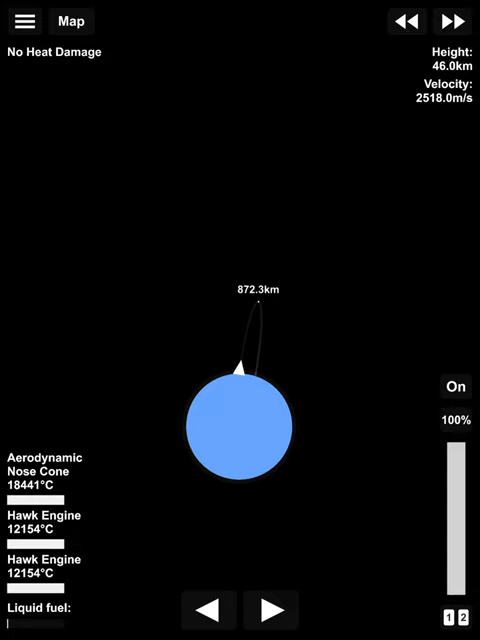 Map
No Heat Damage
Height:
46.0km
Velocity:
2518.0m/s
872.3km
On
100%
Aerodynamic
Nose Cone
18441°C
Hawk Engine
12154°C
Hawk Engine
12154°C
Liquid fuel:
1 2